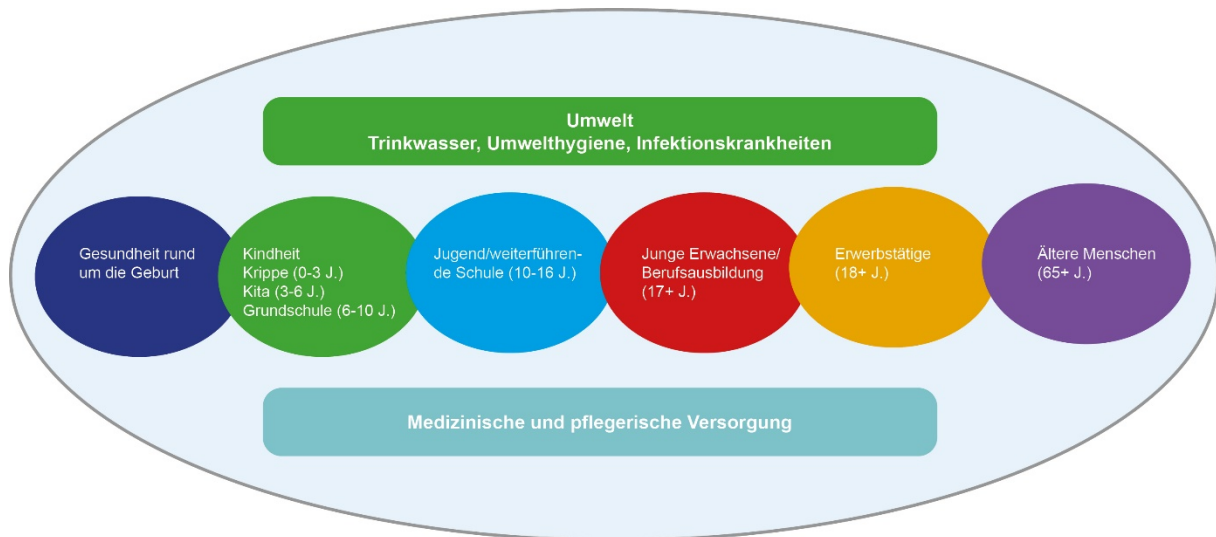 Umwelt
Trinkwasser, Umwelthygiene, Infektionskrankheiten
Gesundheit rund
um die Geburt
Kindheit
Krippe (0-3 J.)
Kita (3-6 J.)
Grundschule (6-10 J.)
Jugend/weiterführen-
de Schule (10-16 J.)
Junge Erwachsene/
Berufsausbildung
(17+ J.)
Erwerbstätige
(18+ J.)
Ältere Menschen
(65+ J.)
Medizinische und pflegerische Versorgung